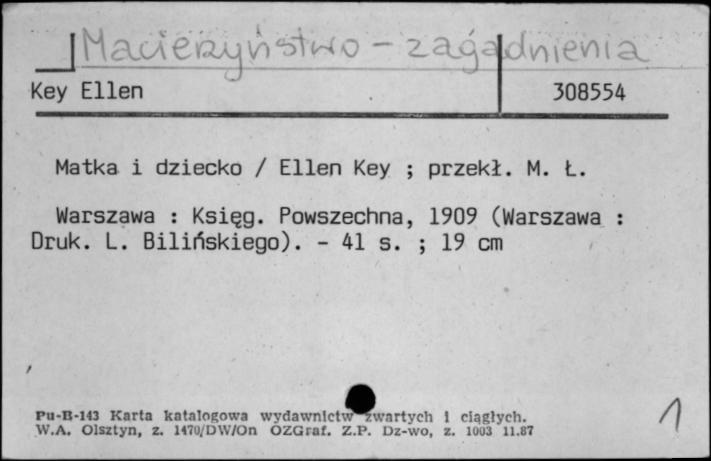 Macierzyństwo - zagadnienia
Key Ellen 308554
Matka i dziecko / Ellen Key ; przekł. M. Ł.
Warszawa : Księg. Powszechna, 1909 (Warszawa :
Druk. L. Bilińskiego). - 41 s. ; 19 cm
Pu-B-143 Karta katalogowa wydawnictw zwartych i ciągłych.
W.A. Olsztyn, z. 1470/DW/On OZGraf. Z.P. Dz-wo, z. 1003 11.87
1